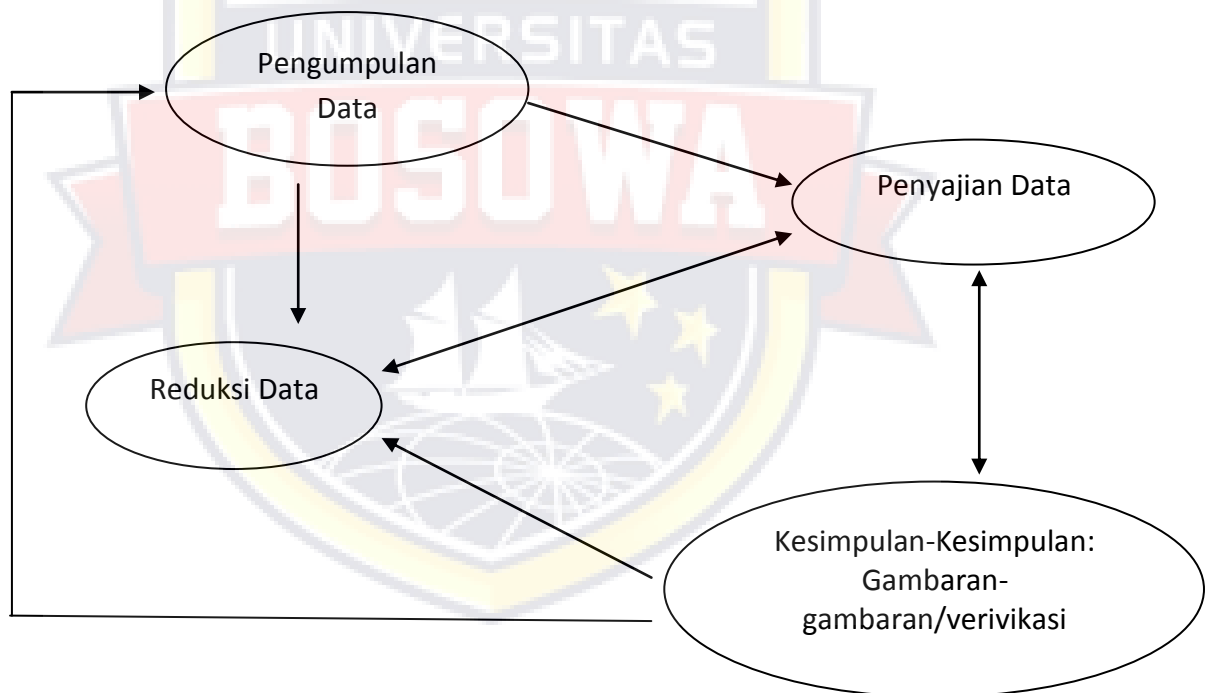 UNIVERSITAS
BOSOWA
Pengumpulan
Data
Penyajian Data
Reduksi Data
Kesimpulan-Kesimpulan:
Gambaran-
gambaran/verivikasi